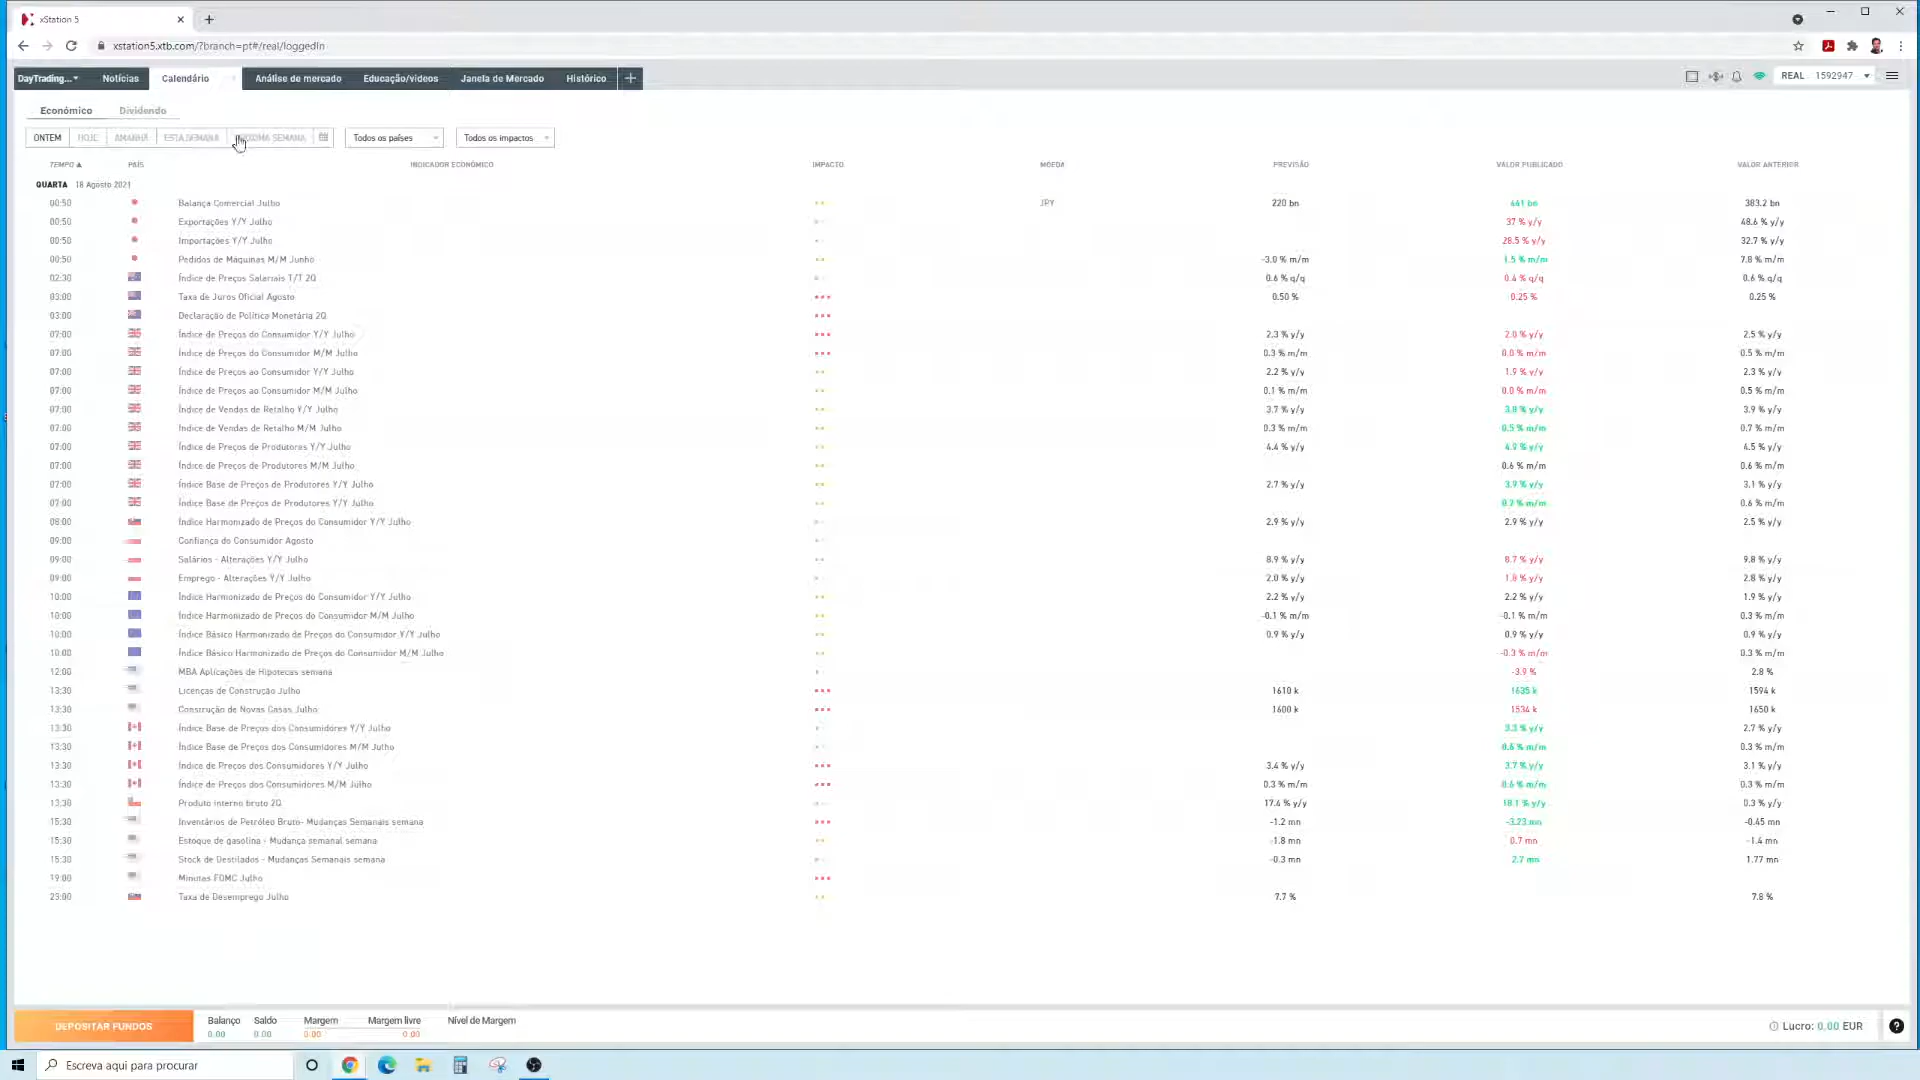 xStation 5
xstation5.xtb.com/?branch=pt#/real/loggedIn
DayTrading... Notícias Calendário Análise de mercado Educação/videos Janela de Mercado Histórico REAL 1592947
Económico Dividendo
ONTEM HOJE AMANHÃ ESTA SEMANA SEMANA Todos os países Todos os impactos
TEMPO PAÍS INDICADOR ECONÓMICO IMPACTO MOEDA PREVISÃO VALOR PUBLICADO VALOR ANTERIOR
QUARTA 18 Agosto 2021
00:50 Balança Comercial Julho JPY 220 bn 441 bn 383.2 bn
00:50 Exportações Y/Y Julho 37 % y/y 48.6 % y/y
00:50 Importações Y/Y Julho 28.5 % y/y 32.7 % y/y
00:50 Pedidos de Máquinas M/M Junho -3.0 % m/m 1.5 % m/m 7.8 % m/m
02:30 Índice de Preços Salariais T/T 2Q 0.6 % q/q 0.4 % q/q 0.6 % q/q
03:00 Taxa de Juros Oficial Agosto 0.50 % 0.25 % 0.25 %
03:00 Declaração de Política Monetária 2Q
07:00 Índice de Preços do Consumidor Y/Y Julho 2.3 % y/y 2.0 % y/y 2.5 % y/y
07:00 Índice de Preços do Consumidor M/M Julho 0.3 % m/m 0.0 % m/m 0.5 % m/m
07:00 Índice de Preços ao Consumidor Y/Y Julho 2.2 % y/y 1.9 % y/y 2.3 % y/y
07:00 Índice de Preços ao Consumidor M/M Julho 0.1 % m/m 0.0 % m/m 0.5 % m/m
07:00 Índice de Vendas de Retalho Y/Y Julho 3.7 % y/y 3.8 % y/y 3.9 % y/y
07:00 Índice de Vendas de Retalho M/M Julho 0.3 % m/m 0.5 % m/m 0.7 % m/m
07:00 Índice de Preços de Produtores Y/Y Julho 4.4 % y/y 4.9 % y/y 4.5 % y/y
07:00 Índice de Preços de Produtores M/M Julho 0.6 % m/m 0.6 % m/m
07:00 Índice Base de Preços de Produtores Y/Y Julho 2.7 % y/y 3.9 % y/y 3.1 % y/y
07:00 Índice Base de Preços de Produtores Y/Y Julho 0.7 % m/m 0.6 % m/m
08:00 Índice Harmonizado de Preços do Consumidor Y/Y Julho 2.9 % y/y 2.9 % y/y 2.5 % y/y
09:00 Confiança do Consumidor Agosto
09:00 Salários - Alterações Y/Y Julho 8.9 % y/y 8.7 % y/y 9.8 % y/y
09:00 Emprego - Alterações Y/Y Julho 2.0 % y/y 1.8 % y/y 2.8 % y/y
10:00 Índice Harmonizado de Preços do Consumidor Y/Y Julho 2.2 % y/y 2.2 % y/y 1.9 % y/y
10:00 Índice Harmonizado de Preços do Consumidor M/M Julho -0.1 % m/m -0.1 % m/m 0.3 % m/m
10:00 Índice Básico Harmonizado de Preços do Consumidor Y/Y Julho 0.9 % y/y 0.9 % y/y 0.9 % y/y
10:00 Índice Básico Harmonizado de Preços do Consumidor M/M Julho -0.3 % m/m 0.3 % m/m
12:00 MBA Aplicações de Hipotecas semana -3.9 % 2.8 %
13:30 Licenças de Construção Julho 1610 k 1635 k 1594 k
13:30 Construção de Novas Casas Julho 1600 k 1534 k 1650 k
13:30 Índice Base de Preços dos Consumidores Y/Y Julho 3.3 % y/y 2.7 % y/y
13:30 Índice Base de Preços dos Consumidores M/M Julho 0.6 % m/m 0.3 % m/m
13:30 Índice de Preços dos Consumidores Y/Y Julho 3.4 % y/y 3.7 % y/y 3.1 % y/y
13:30 Índice de Preços dos Consumidores M/M Julho 0.3 % m/m 0.6 % m/m 0.3 % m/m
13:30 Produto interno bruto 2Q 17.4 % y/y 18.1 % y/y 0.3 % y/y
15:30 Inventários de Petróleo Bruto- Mudanças Semanais semana -1.2 mn -3.23 mn -0.45 mn
15:30 Estoque de gasolina - Mudança semanal semana -1.8 mn 0.7 mn -1.4 mn
15:30 Stock de Destilados - Mudanças Semanais semana -0.3 mn 2.7 mn 1.77 mn
19:00 Minutas FOMC Julho
23:00 Taxa de Desemprego Julho 7.7 % 7.8 %
DEPOSITAR FUNDOS Balanço Saldo Margem Margem livre Nível de Margem Lucro: 0.00 EUR
0.00 0.00 0.00 0.00
Escreva aqui para procurar